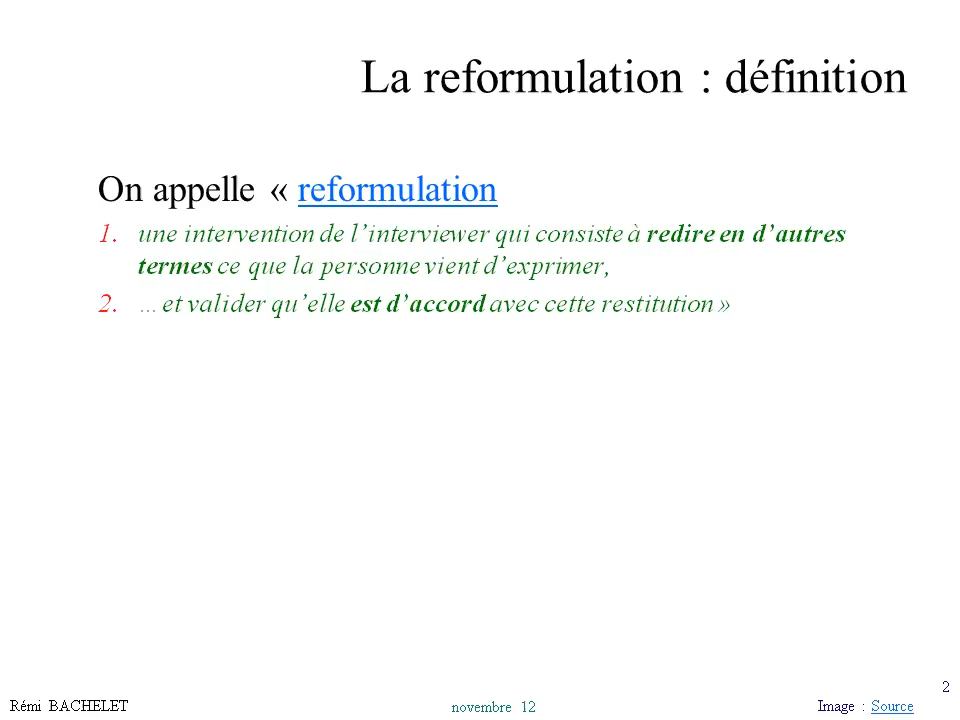 La reformulation : définition
On appelle « reformulation
1. une intervention de l’interviewer qui consiste à redire en d’autres
termes ce que la personne vient d’exprimer,
2. … et valider qu’elle est d’accord avec cette restitution »
2
Rémi BACHELET
novembre 12
Image : Source